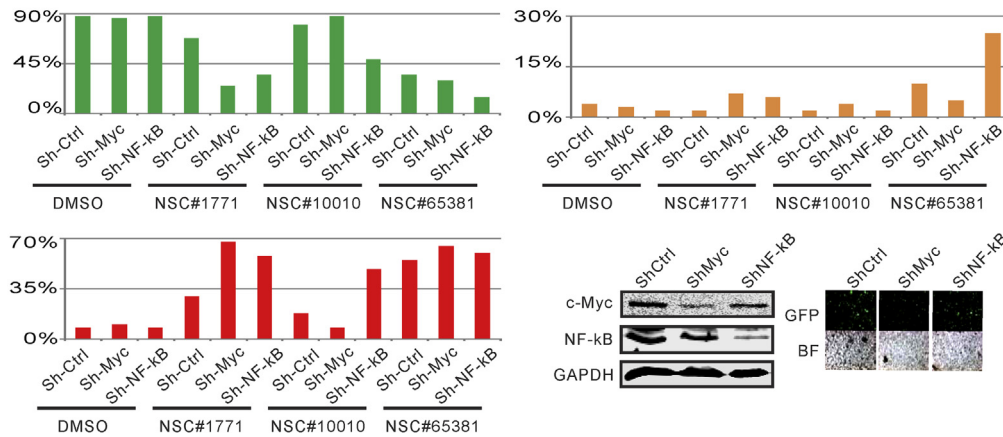 90%
45%
0%
Sh-Ctrl
Sh-Myc
Sh-NF-kB
Sh-Ctrl
Sh-Myc
Sh-NF-kB
Sh-Ctrl
Sh-Myc
Sh-NF-kB
Sh-Ctrl
Sh-Myc
Sh-NF-kB
DMSO NSC#1771 NSC#10010 NSC#65381
30%
15%
0%
Sh-Ctrl
Sh-Myc
Sh-NF-kB
Sh-Ctrl
Sh-Myc
Sh-NF-kB
Sh-Ctrl
Sh-Myc
Sh-NF-kB
Sh-Ctrl
Sh-Myc
Sh-NF-kB
DMSO NSC#1771 NSC#10010 NSC#65381
70%
35%
0%
Sh-Ctrl
Sh-Myc
Sh-NF-kB
Sh-Ctrl
Sh-Myc
Sh-NF-kB
Sh-Ctrl
Sh-Myc
Sh-NF-kB
Sh-Ctrl
Sh-Myc
Sh-NF-kB
DMSO NSC#1771 NSC#10010 NSC#65381
ShCtrl
ShMyc
ShNF-kB
c-Myc
NF-kB
GAPDH
ShCtrl
ShMyc
ShNF-kB
GFP
BF